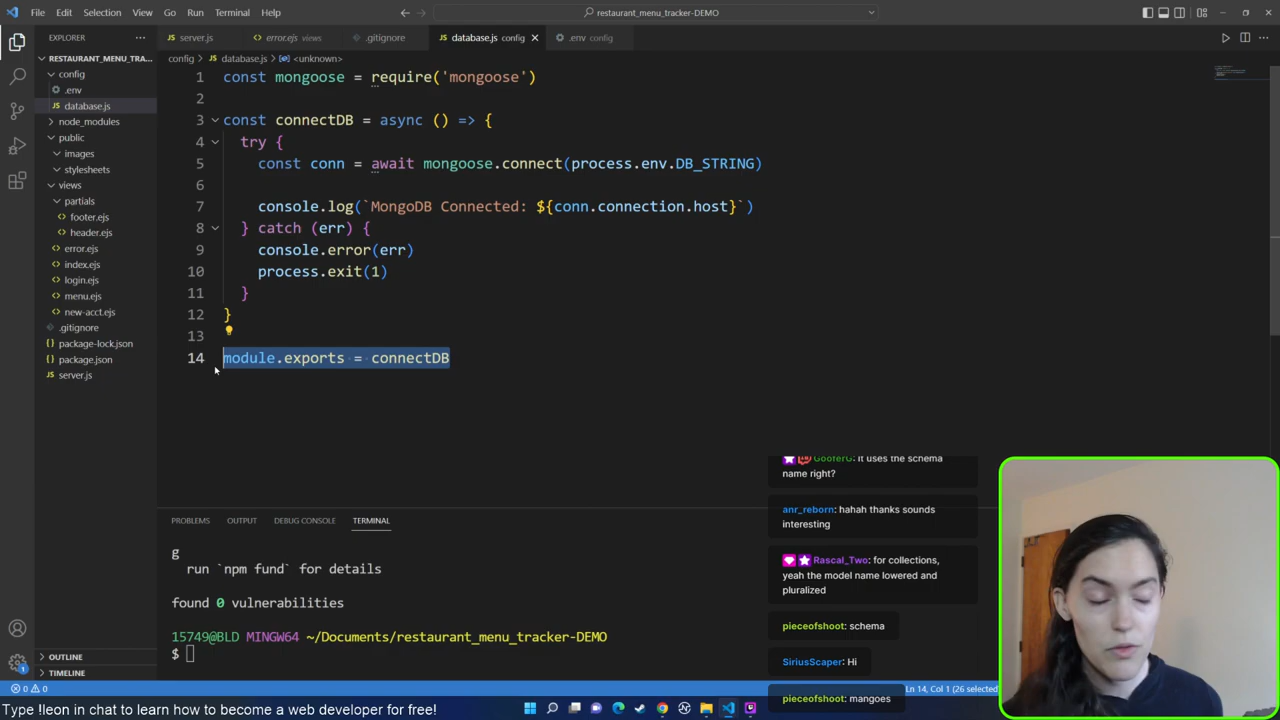 File Edit Selection View Go Run Terminal Help
restaurant_menu_tracker-DEMO
EXPLORER
server.js
error.ejs views
.gitignore
database.js config
.env config
RESTAURANT_MENU_TRA...
config
.env
database.js
node_modules
public
images
stylesheets
views
partials
footer.ejs
header.ejs
error.ejs
index.ejs
login.ejs
menu.ejs
new-acct.ejs
.gitignore
package-lock.json
package.json
server.js
OUTLINE
TIMELINE
config > database.js > <unknown>
1 const mongoose = require('mongoose')
2
3 const connectDB = async () => {
4 try {
5 const conn = await mongoose.connect(process.env.DB_STRING)
6
7 console.log(`MongoDB Connected: ${conn.connection.host}`)
8 } catch (err) {
9 console.error(err)
10 process.exit(1)
11 }
12 }
13
14 module.exports = connectDB
PROBLEMS OUTPUT DEBUG CONSOLE TERMINAL
g
run `npm fund` for details
found 0 vulnerabilities
15749@BLD MINGW64 ~/Documents/restaurant_menu_tracker-DEMO
$
GooferG: It uses the schema
name right?
anr_reborn: hahah thanks sounds
interesting
Rascal_Two: for collections,
yeah the model name lowered and
pluralized
pieceofshoot: schema
SiriusScaper: Hi
pieceofshoot: mangoes
0 0
Ln 14, Col 1 (26 selected)
1
Type !leon in chat to learn how to become a web developer for free!